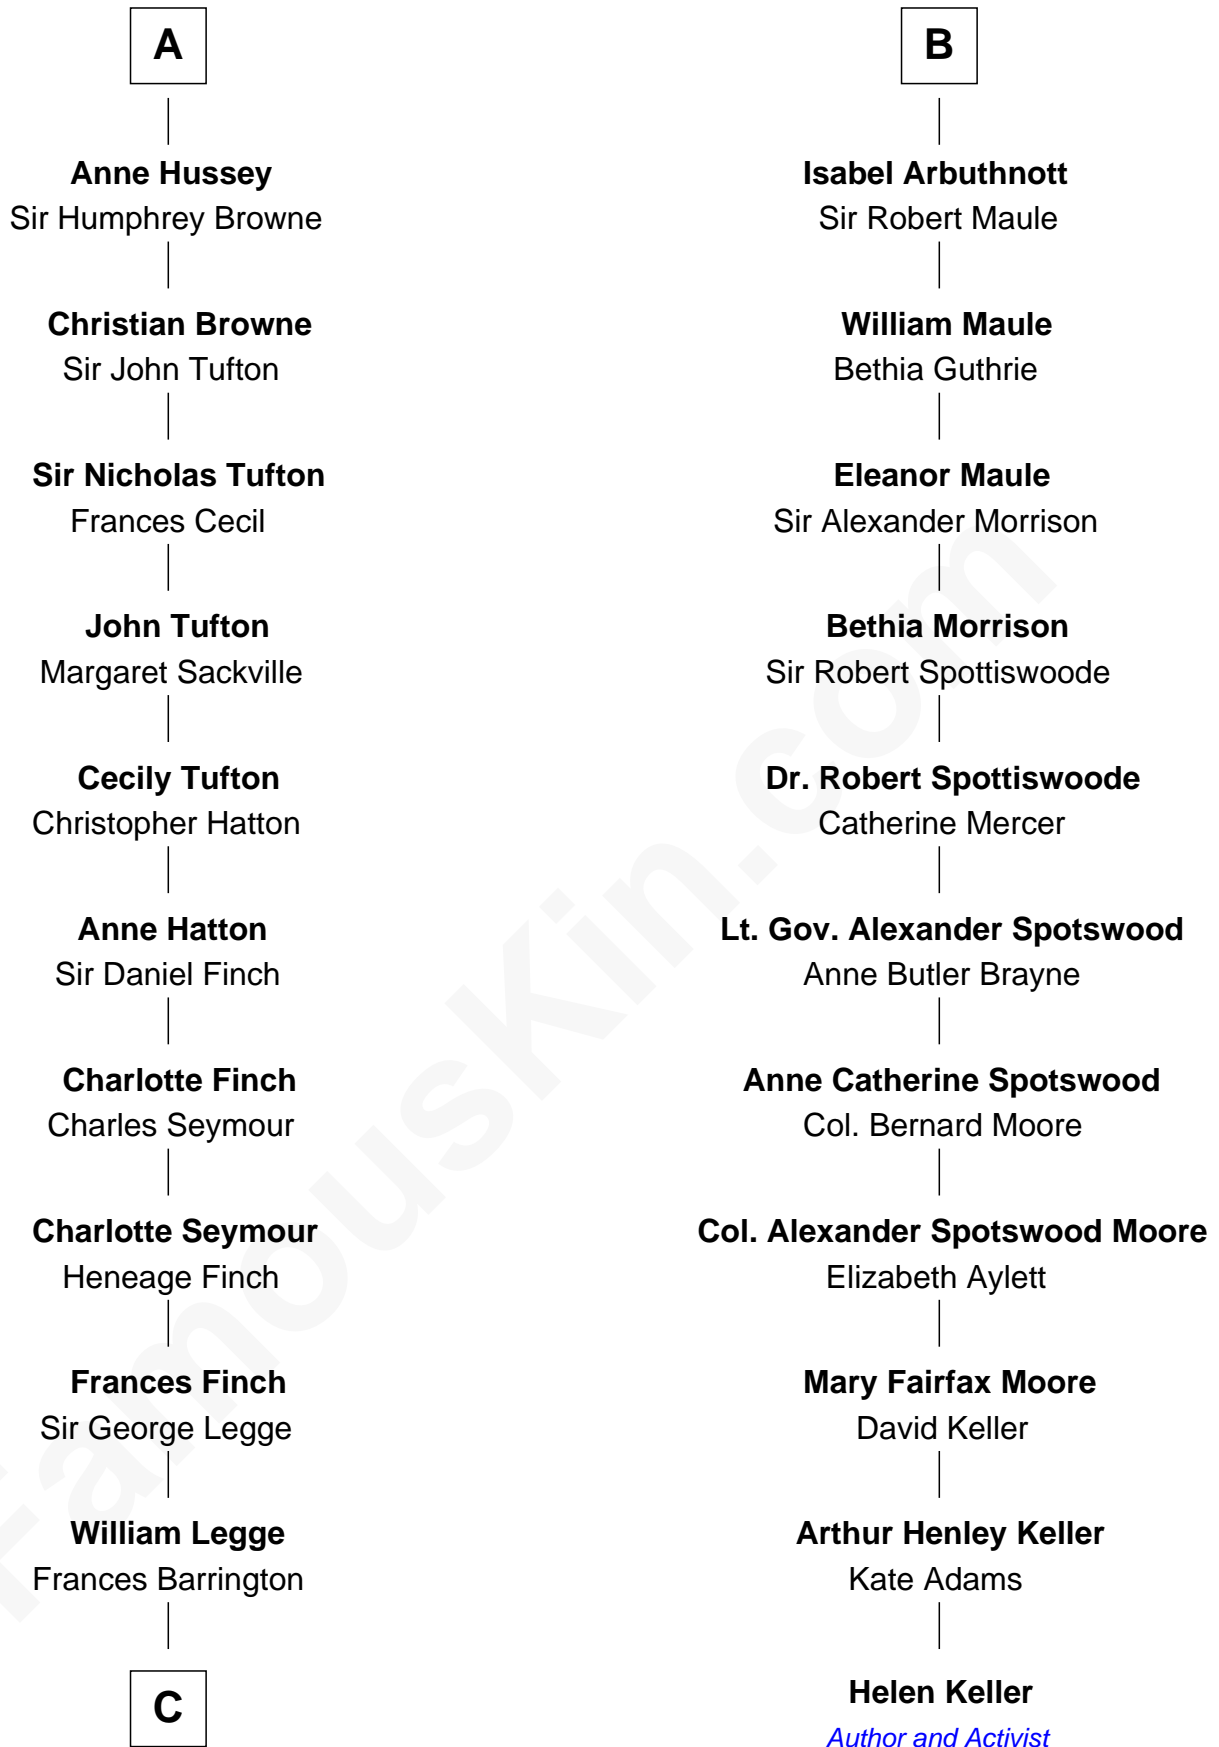 A
Anne Hussey
Sir Humphrey Browne
Christian Browne
Sir John Tufton
Sir Nicholas Tufton
Frances Cecil
John Tufton
Margaret Sackville
Cecily Tufton
Christopher Hatton
Anne Hatton
Sir Daniel Finch
Charlotte Finch
Charles Seymour
Charlotte Seymour
Heneage Finch
Frances Finch
Sir George Legge
William Legge
Frances Barrington
C
B
Isabel Arbuthnott
Sir Robert Maule
William Maule
Bethia Guthrie
Eleanor Maule
Sir Alexander Morrison
Bethia Morrison
Sir Robert Spottiswoode
Dr. Robert Spottiswoode
Catherine Mercer
Lt. Gov. Alexander Spotswood
Anne Butler Brayne
Anne Catherine Spotswood
Col. Bernard Moore
Col. Alexander Spotswood Moore
Elizabeth Aylett
Mary Fairfax Moore
David Keller
Arthur Henley Keller
Kate Adams
Helen Keller
Author and Activist
FamousKin.com